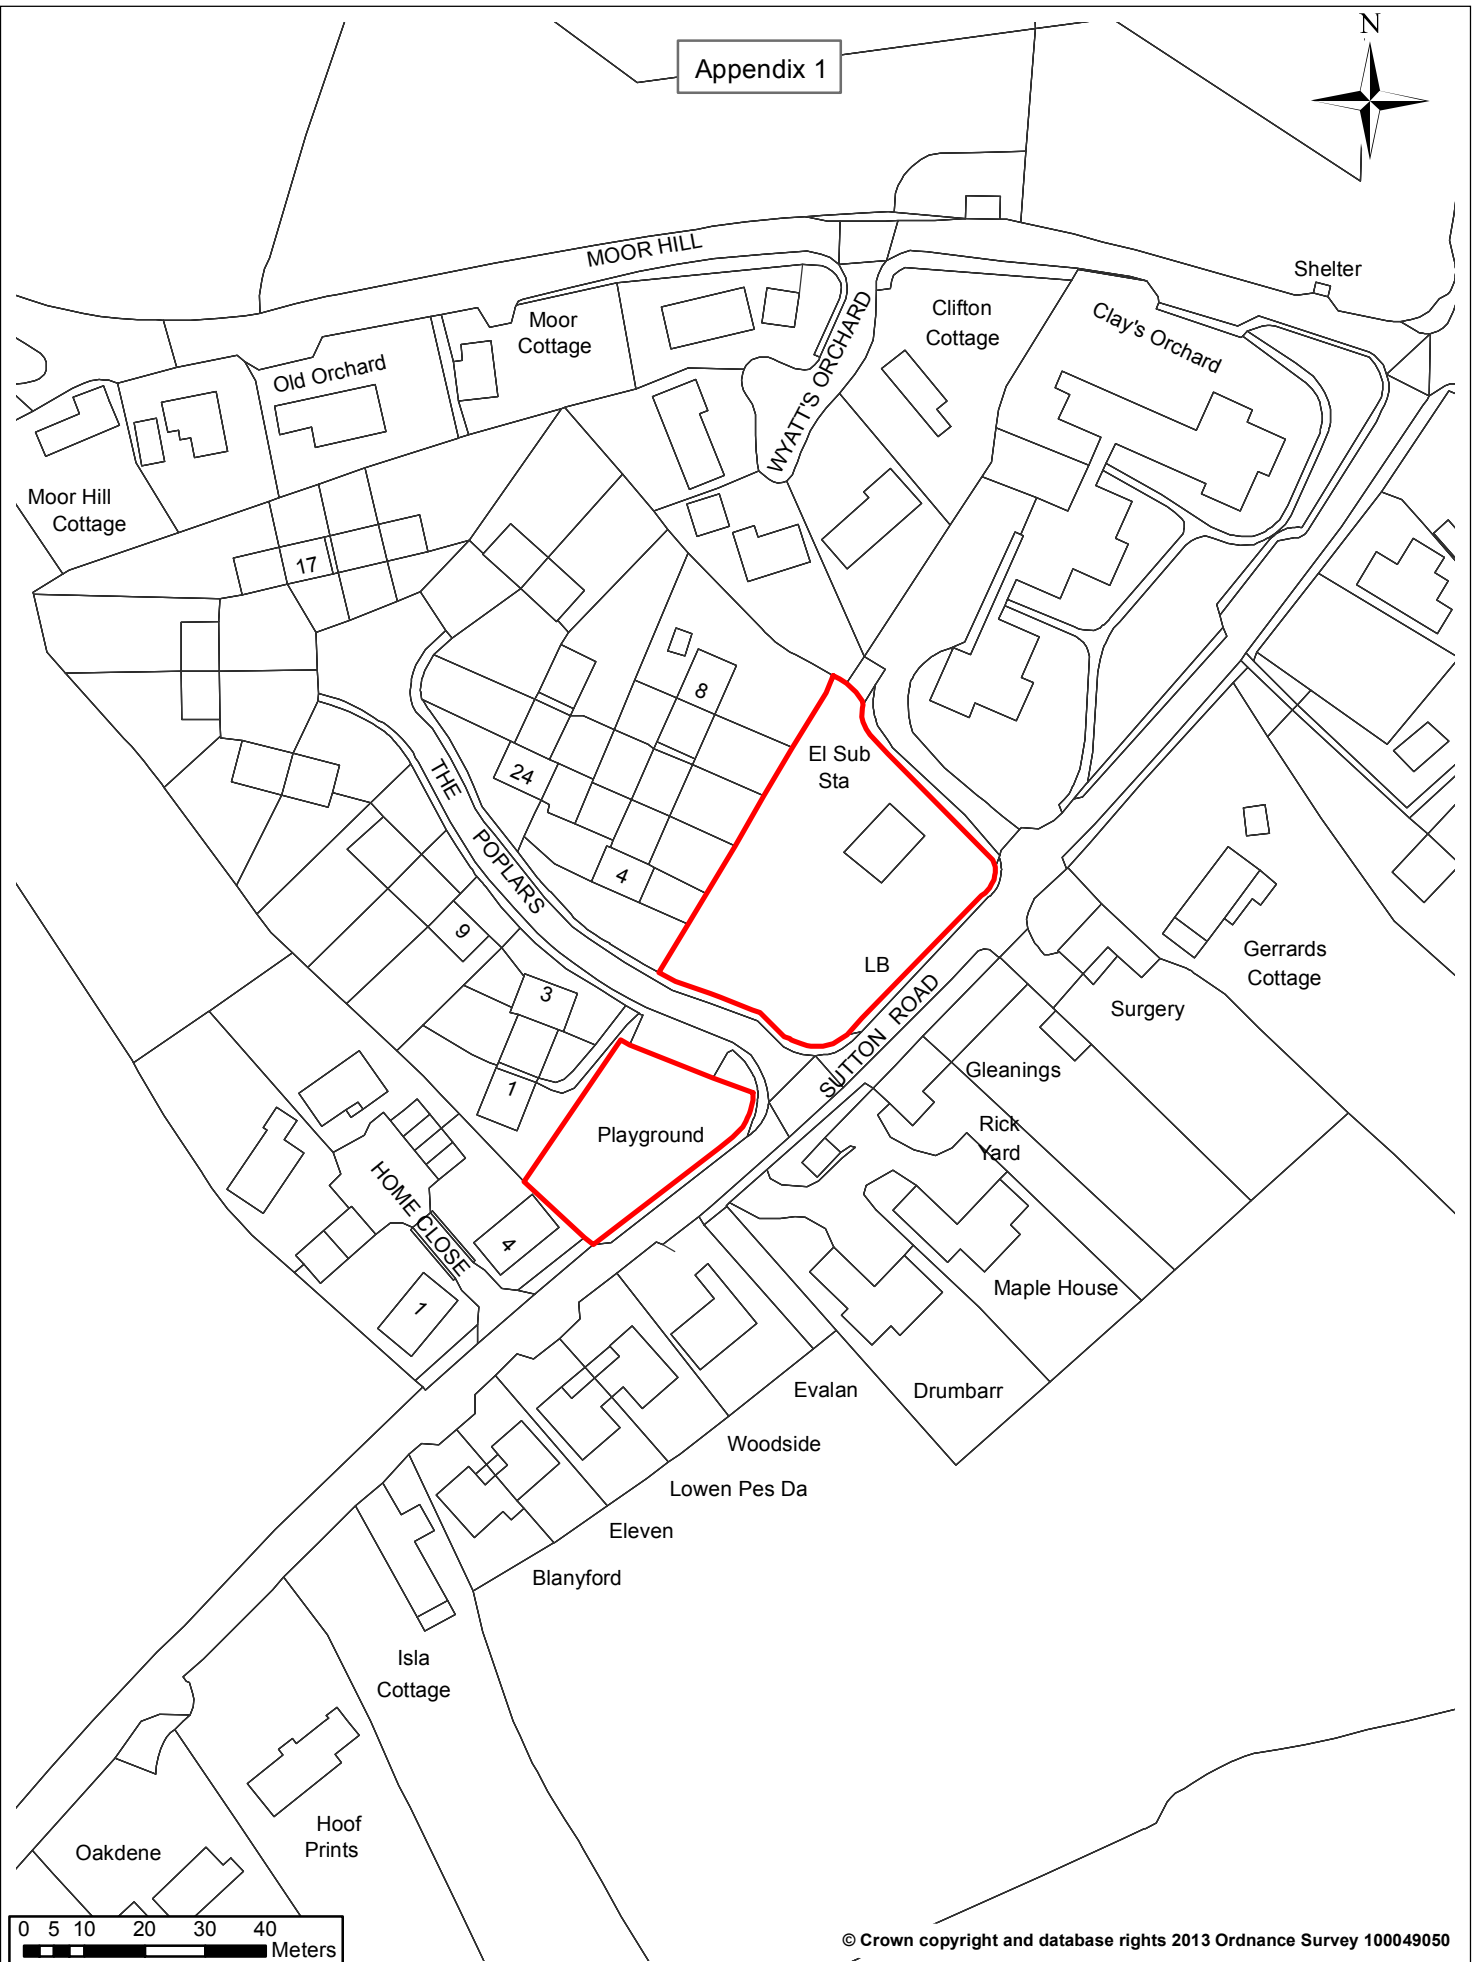 Appendix 1
N
MOOR HILL
Shelter
Moor
Cottage
Clifton
Cottage
Clay's Orchard
WYATT'S ORCHARD
Old Orchard
Moor Hill
Cottage
17
8
El Sub
Sta
24
THE POPLARS
4
9
LB
Gerrards
Cottage
3
SUTTON ROAD
Surgery
Gleanings
1
Playground
Rick
Yard
HOME CLOSE
4
Maple House
1
Evalan
Drumbarr
Woodside
Lowen Pes Da
Eleven
Blanyford
Isla
Cottage
Hoof
Prints
Oakdene
0 5 10 20 30 40
Meters
© Crown copyright and database rights 2013 Ordnance Survey 100049050